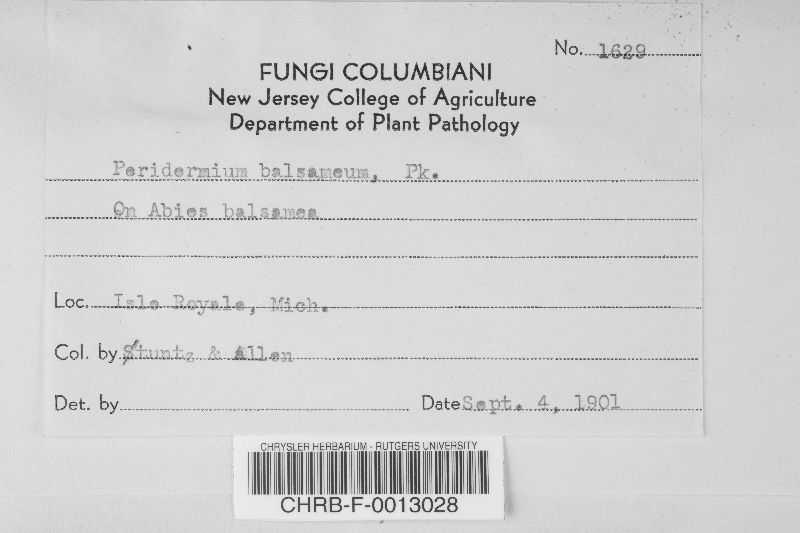 No. 1629
FUNGI COLUMBIANI
New Jersey College of Agriculture
Department of Plant Pathology
Peridermium balsameum, Pk.
On Abies balsamea
Loc. Isle Royale, Mich.
Col. by Stuntz & Allen
Det. by
Date Sept. 4, 1901
CHRYSLER HERBARIUM - RUTGERS UNIVERSITY
CHRB-F-0013028